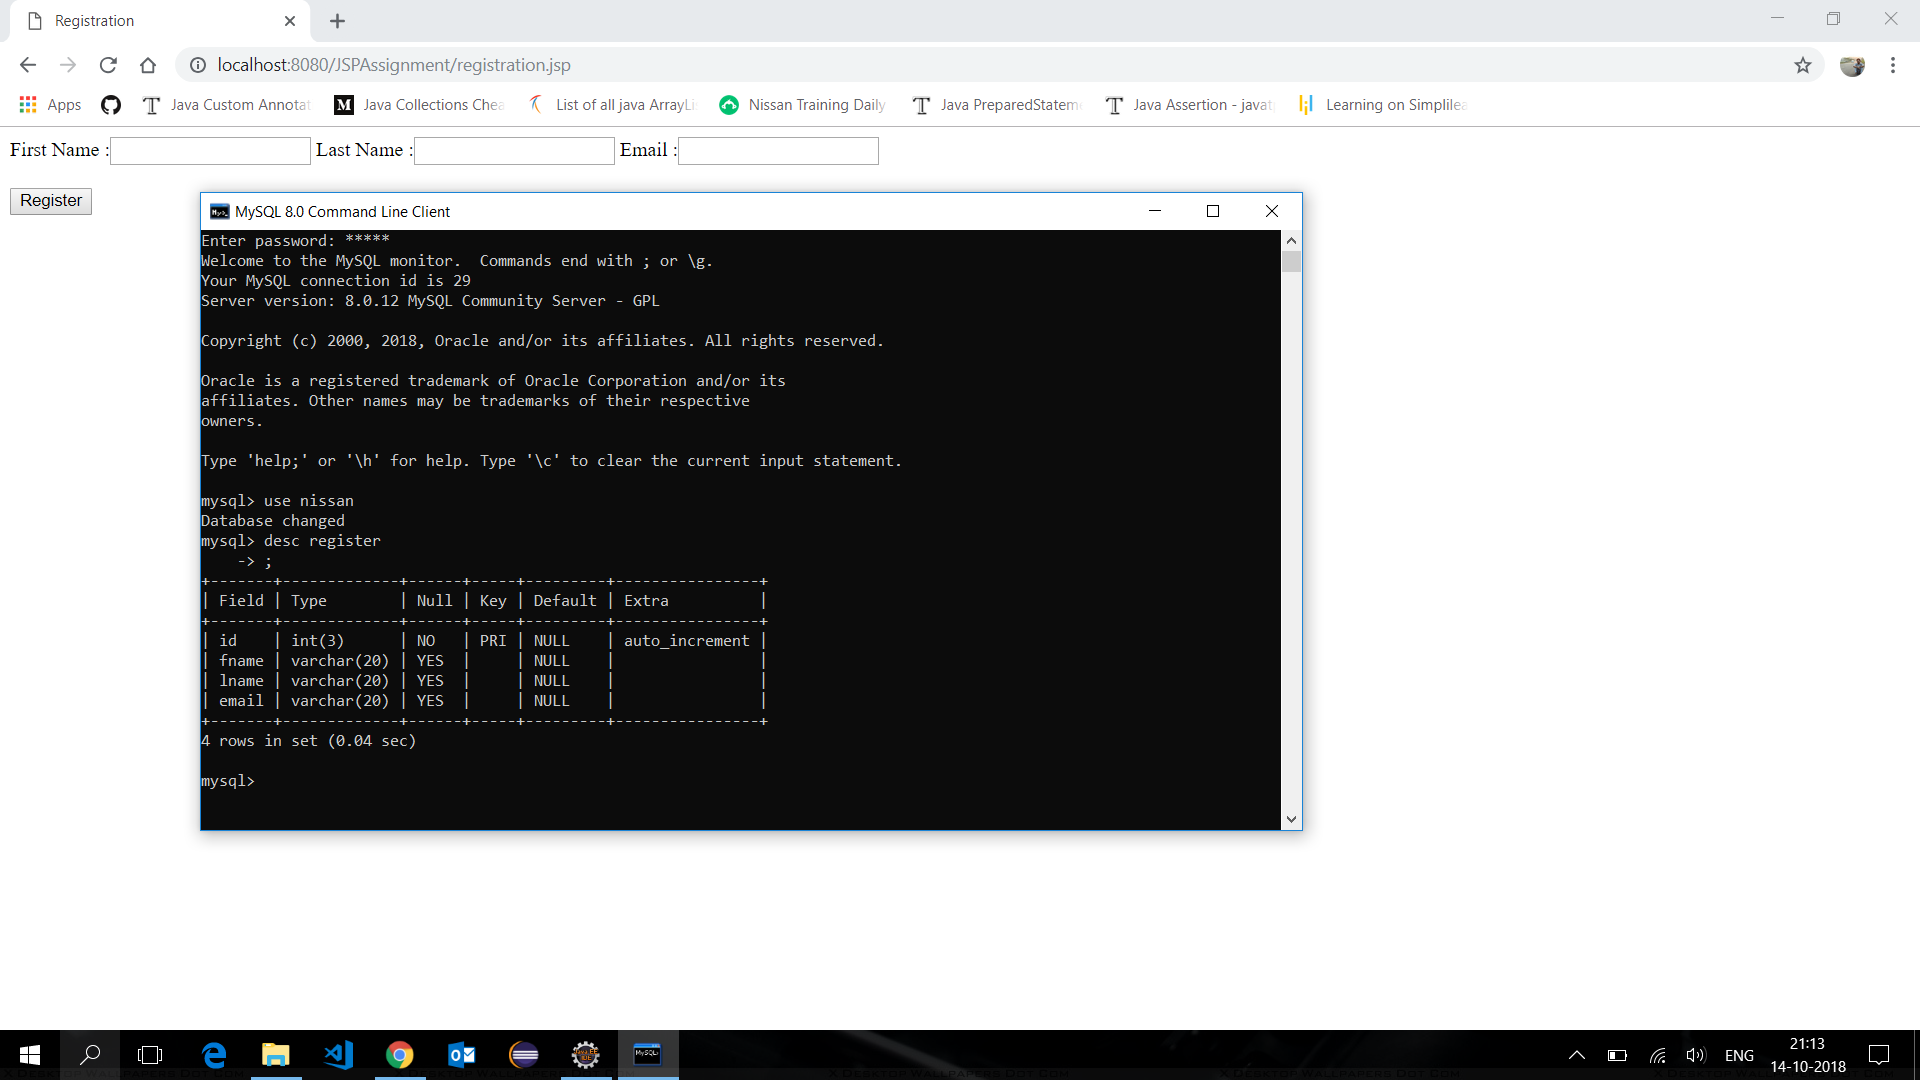 Registration
localhost:8080/JSPAssignment/registration.jsp
Apps Java Custom Annotat Java Collections Chea List of all java ArrayLi Nissan Training Daily Java PreparedStatem Java Assertion - javat Learning on Simplilea
First Name : Last Name : Email :
Register
MySQL 8.0 Command Line Client
Enter password: *****
Welcome to the MySQL monitor.  Commands end with ; or \g.
Your MySQL connection id is 29
Server version: 8.0.12 MySQL Community Server - GPL
Copyright (c) 2000, 2018, Oracle and/or its affiliates. All rights reserved.
Oracle is a registered trademark of Oracle Corporation and/or its
affiliates. Other names may be trademarks of their respective
owners.
Type 'help;' or '\h' for help. Type '\c' to clear the current input statement.
mysql> use nissan
Database changed
mysql> desc register
    -> ;
+-------+-------------+------+-----+---------+----------------+
| Field | Type        | Null | Key | Default | Extra          |
+-------+-------------+------+-----+---------+----------------+
| id    | int(3)      | NO   | PRI | NULL    | auto_increment |
| fname | varchar(20) | YES  |     | NULL    |                |
| lname | varchar(20) | YES  |     | NULL    |                |
| email | varchar(20) | YES  |     | NULL    |                |
+-------+-------------+------+-----+---------+----------------+
4 rows in set (0.04 sec)
mysql>
ENG
21:13
14-10-2018